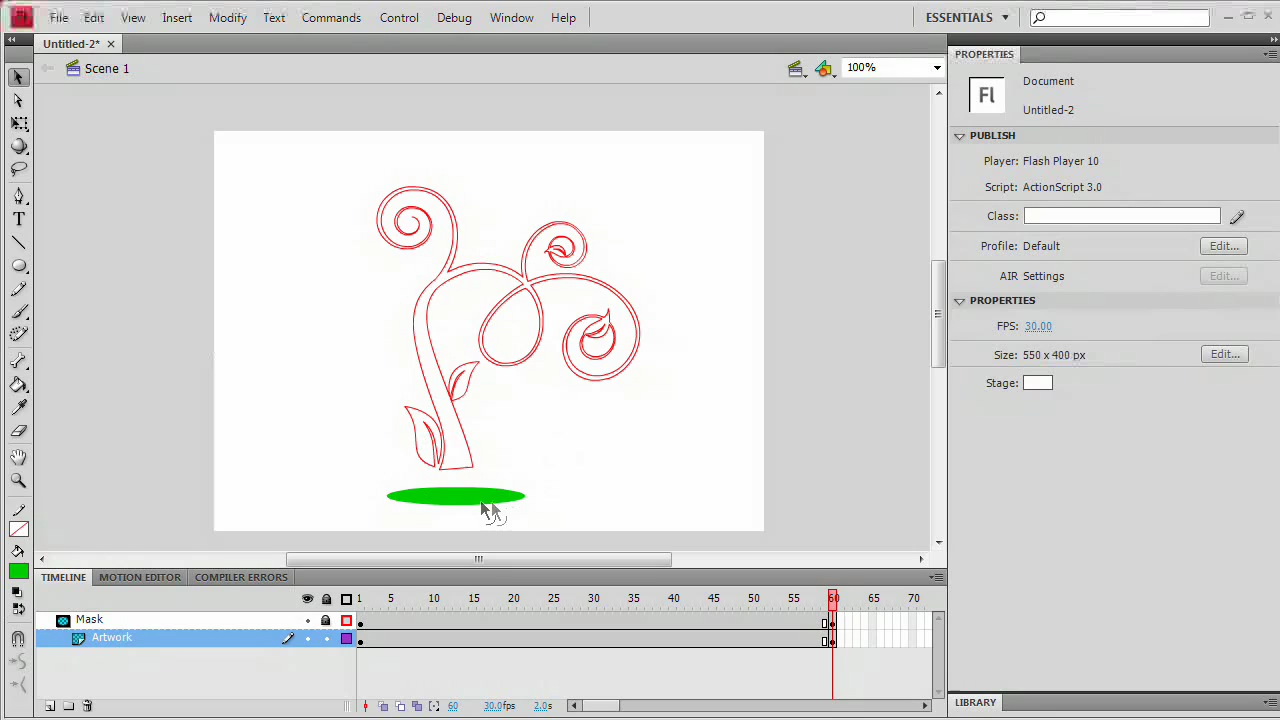 Fl File Edit View Insert Modify Text Commands Control Debug Window Help ESSENTIALS
Untitled-2*
Scene 1 100%
PROPERTIES
Fl Document
Untitled-2
PUBLISH
Player: Flash Player 10
Script: ActionScript 3.0
Class:
Profile: Default Edit...
AIR Settings Edit...
PROPERTIES
FPS: 30.00
Size: 550 x 400 px Edit...
Stage:
T
TIMELINE MOTION EDITOR COMPILER ERRORS
1 5 10 15 20 25 30 35 40 45 50 55 60 65 70
Mask
Artwork
60 30.0fps 2.0s
LIBRARY